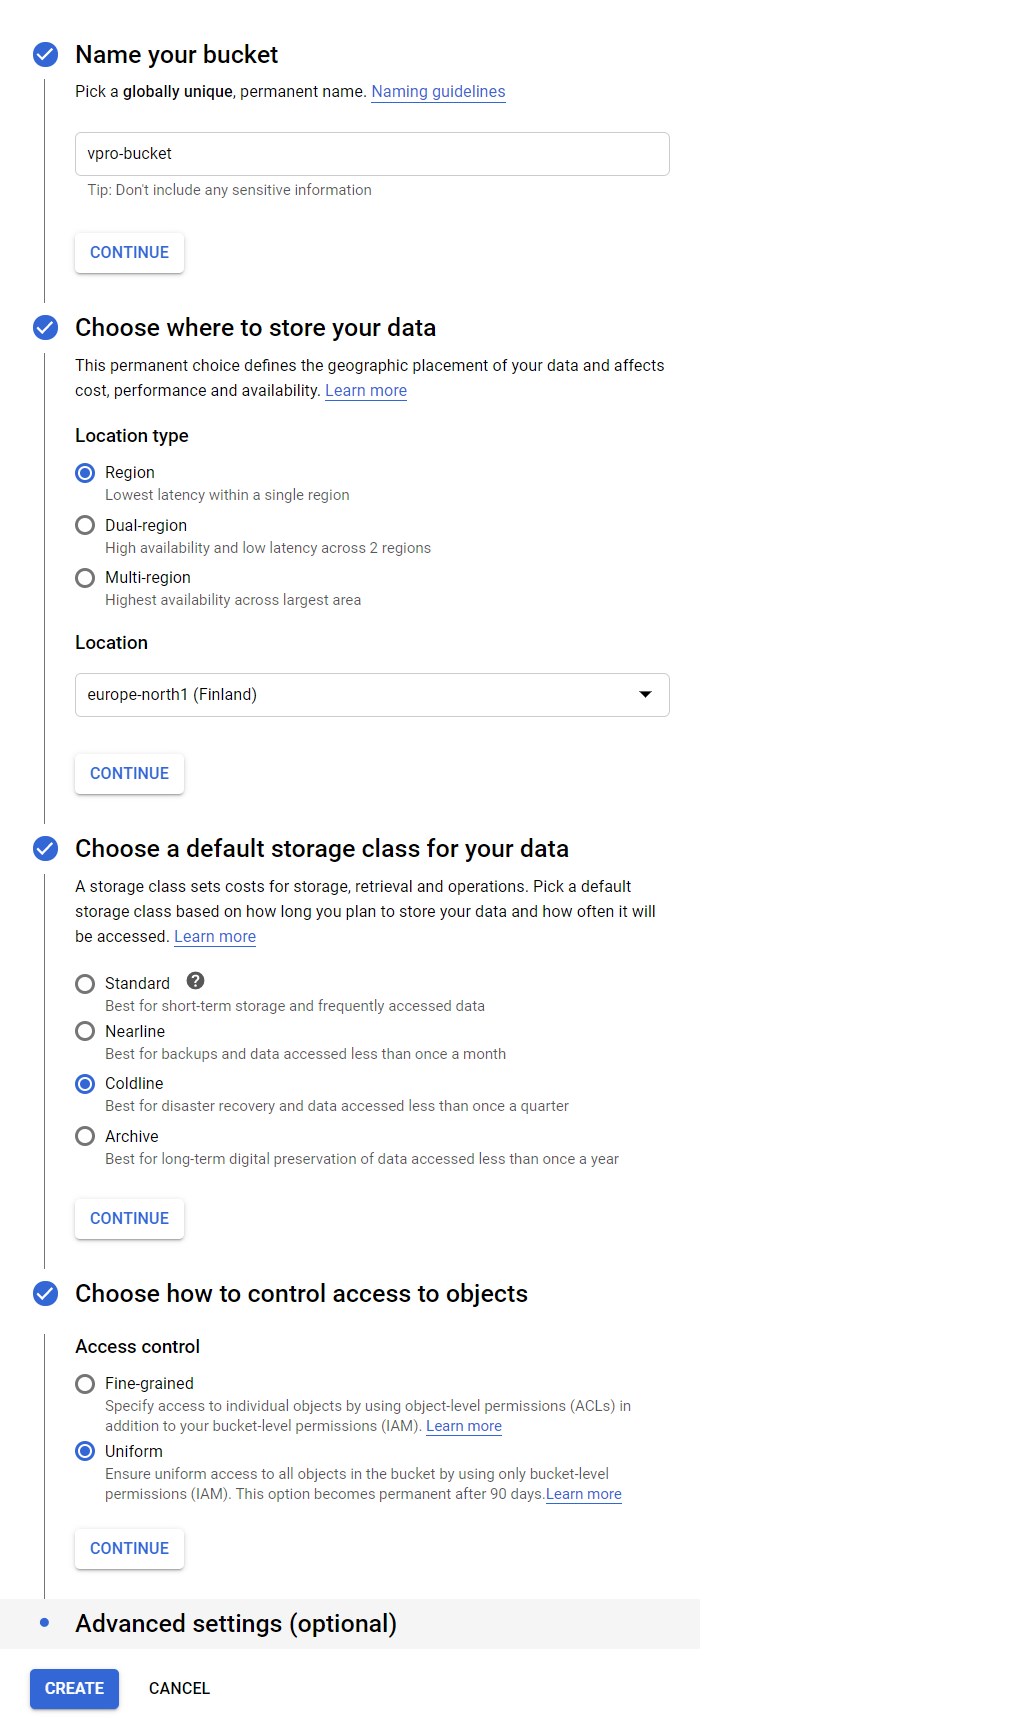 Name your bucket
Pick a globally unique, permanent name. Naming guidelines
vpro-bucket
Tip: Don't include any sensitive information
CONTINUE
Choose where to store your data
This permanent choice defines the geographic placement of your data and affects
cost, performance and availability. Learn more
Location type
Region
Lowest latency within a single region
Dual-region
High availability and low latency across 2 regions
Multi-region
Highest availability across largest area
Location
europe-north1 (Finland)
CONTINUE
Choose a default storage class for your data
A storage class sets costs for storage, retrieval and operations. Pick a default
storage class based on how long you plan to store your data and how often it will
be accessed. Learn more
Standard ?
Best for short-term storage and frequently accessed data
Nearline
Best for backups and data accessed less than once a month
Coldline
Best for disaster recovery and data accessed less than once a quarter
Archive
Best for long-term digital preservation of data accessed less than once a year
CONTINUE
Choose how to control access to objects
Access control
Fine-grained
Specify access to individual objects by using object-level permissions (ACLs) in
addition to your bucket-level permissions (IAM). Learn more
Uniform
Ensure uniform access to all objects in the bucket by using only bucket-level
permissions (IAM). This option becomes permanent after 90 days.Learn more
CONTINUE
Advanced settings (optional)
CREATE CANCEL